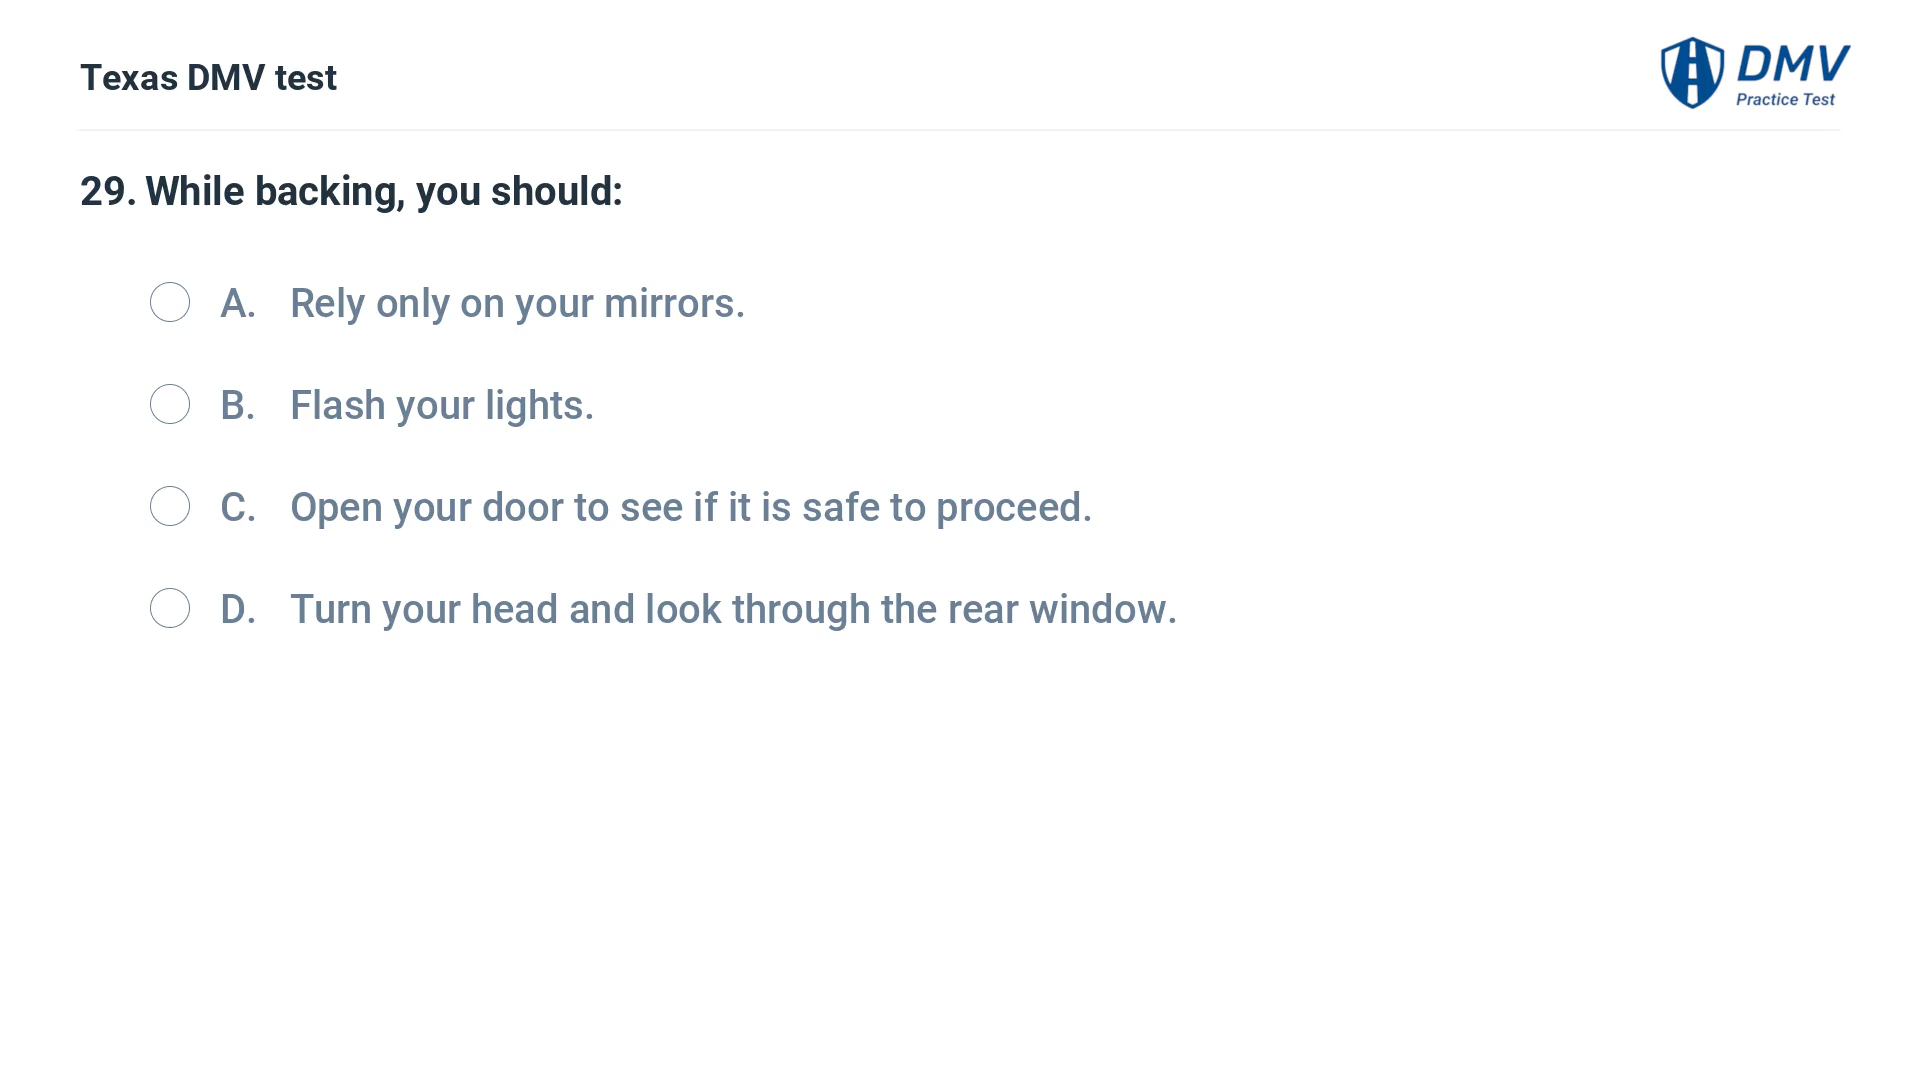 Texas DMV test
DMV
Practice Test
29. While backing, you should:
A. Rely only on your mirrors.
B. Flash your lights.
C. Open your door to see if it is safe to proceed.
D. Turn your head and look through the rear window.